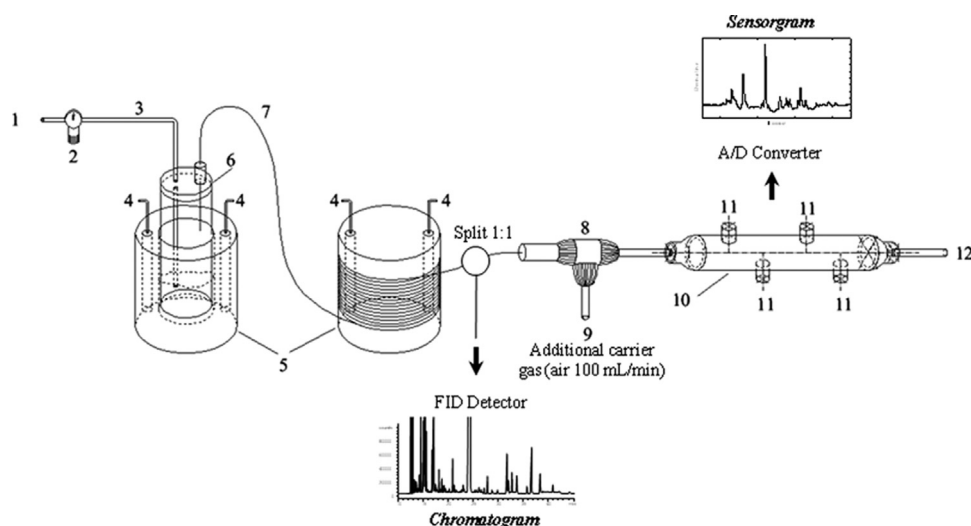 Sensorgram
A/D Converter
1
2
3
7
6
4
4
4
4
5
Split 1:1
8
9
Additional carrier
gas (air 100 mL/min)
11
11
11
11
10
12
FID Detector
Chromatogram